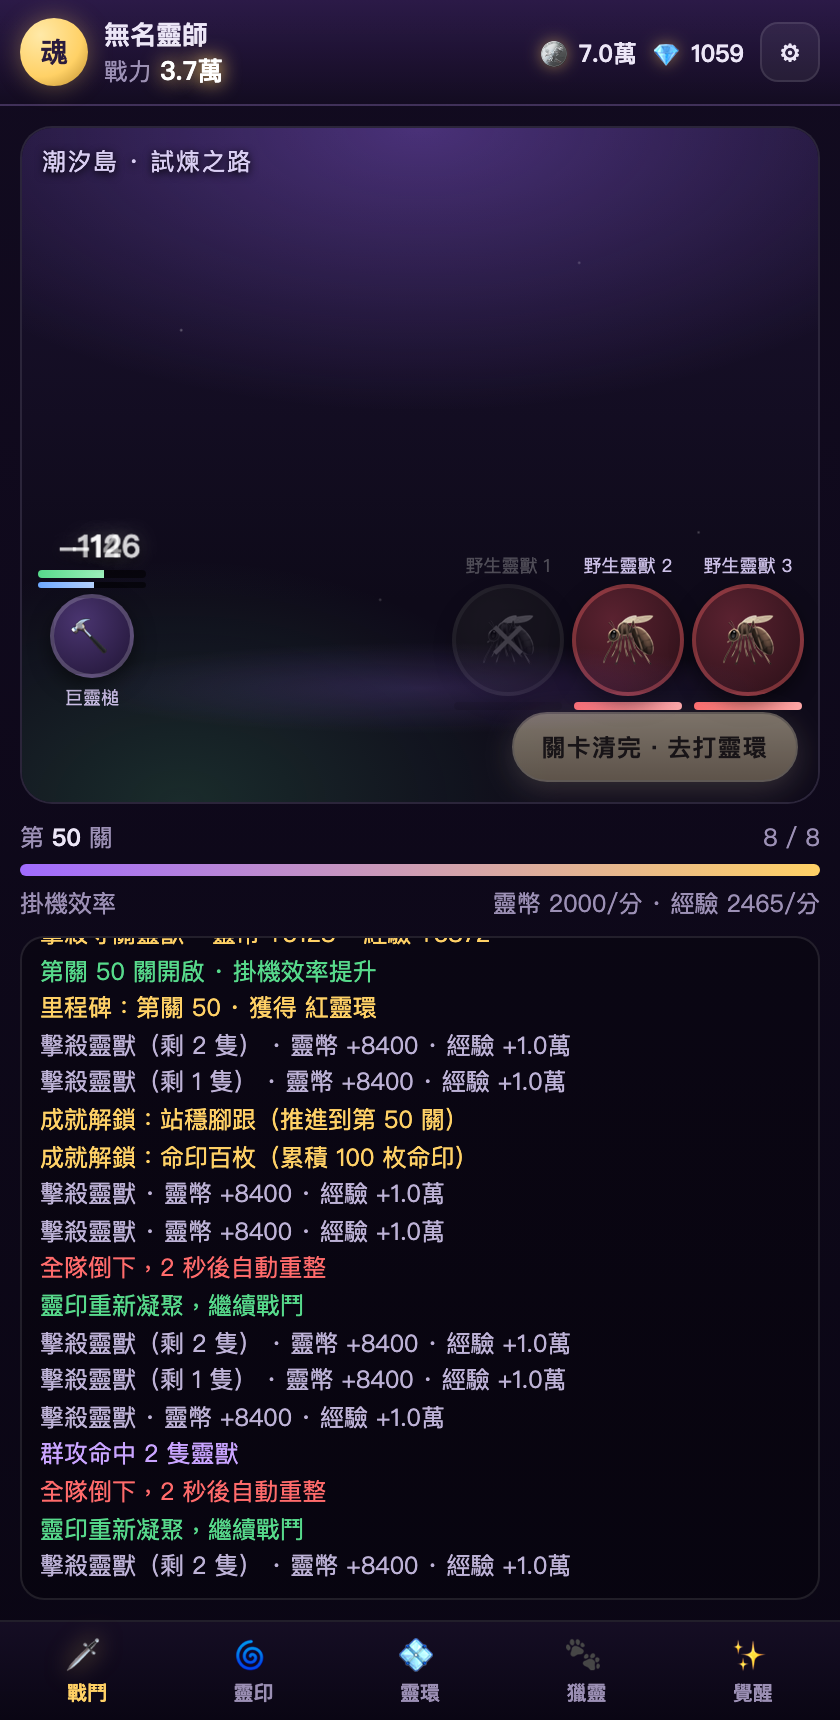 魂
無名靈師
戰力 3.7萬
7.0萬
1059
潮汐島 · 試煉之路
野生靈獸 1
野生靈獸 2
野生靈獸 3
巨靈槌
關卡清完 · 去打靈環
第 50 關
8 / 8
掛機效率
靈幣 2000/分 · 經驗 2465/分
第關 50 關開啟 · 掛機效率提升
里程碑：第關 50 · 獲得 紅靈環
擊殺靈獸（剩 2 隻） · 靈幣 +8400 · 經驗 +1.0萬
擊殺靈獸（剩 1 隻） · 靈幣 +8400 · 經驗 +1.0萬
成就解鎖：站穩腳跟（推進到第 50 關）
成就解鎖：命印百枚（累積 100 枚命印）
擊殺靈獸 · 靈幣 +8400 · 經驗 +1.0萬
擊殺靈獸 · 靈幣 +8400 · 經驗 +1.0萬
全隊倒下，2 秒後自動重整
靈印重新凝聚，繼續戰鬥
擊殺靈獸（剩 2 隻） · 靈幣 +8400 · 經驗 +1.0萬
擊殺靈獸（剩 1 隻） · 靈幣 +8400 · 經驗 +1.0萬
擊殺靈獸 · 靈幣 +8400 · 經驗 +1.0萬
群攻命中 2 隻靈獸
全隊倒下，2 秒後自動重整
靈印重新凝聚，繼續戰鬥
擊殺靈獸（剩 2 隻） · 靈幣 +8400 · 經驗 +1.0萬
戰鬥
靈印
靈環
獵靈
覺醒